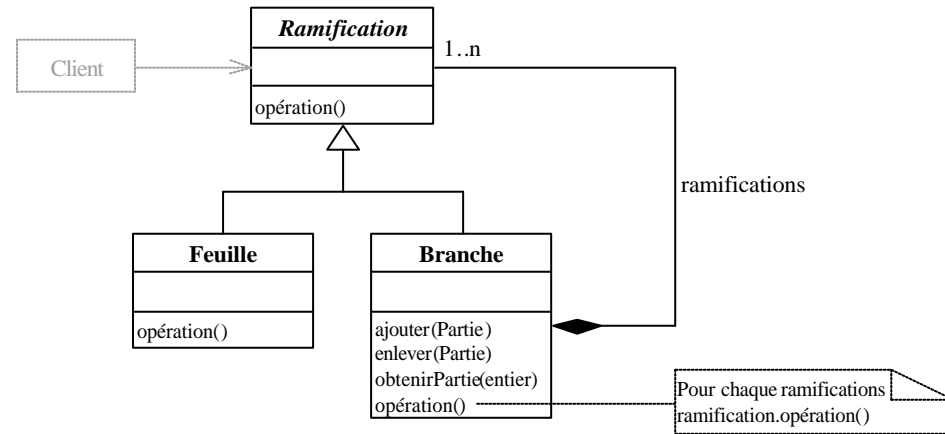 Ramification
1..n
Client
opération()
ramifications
Feuille
opération()
Branche
ajouter(Partie)
enlever(Partie)
obtenirPartie(entier)
opération()
Pour chaque ramifications
ramification.opération()